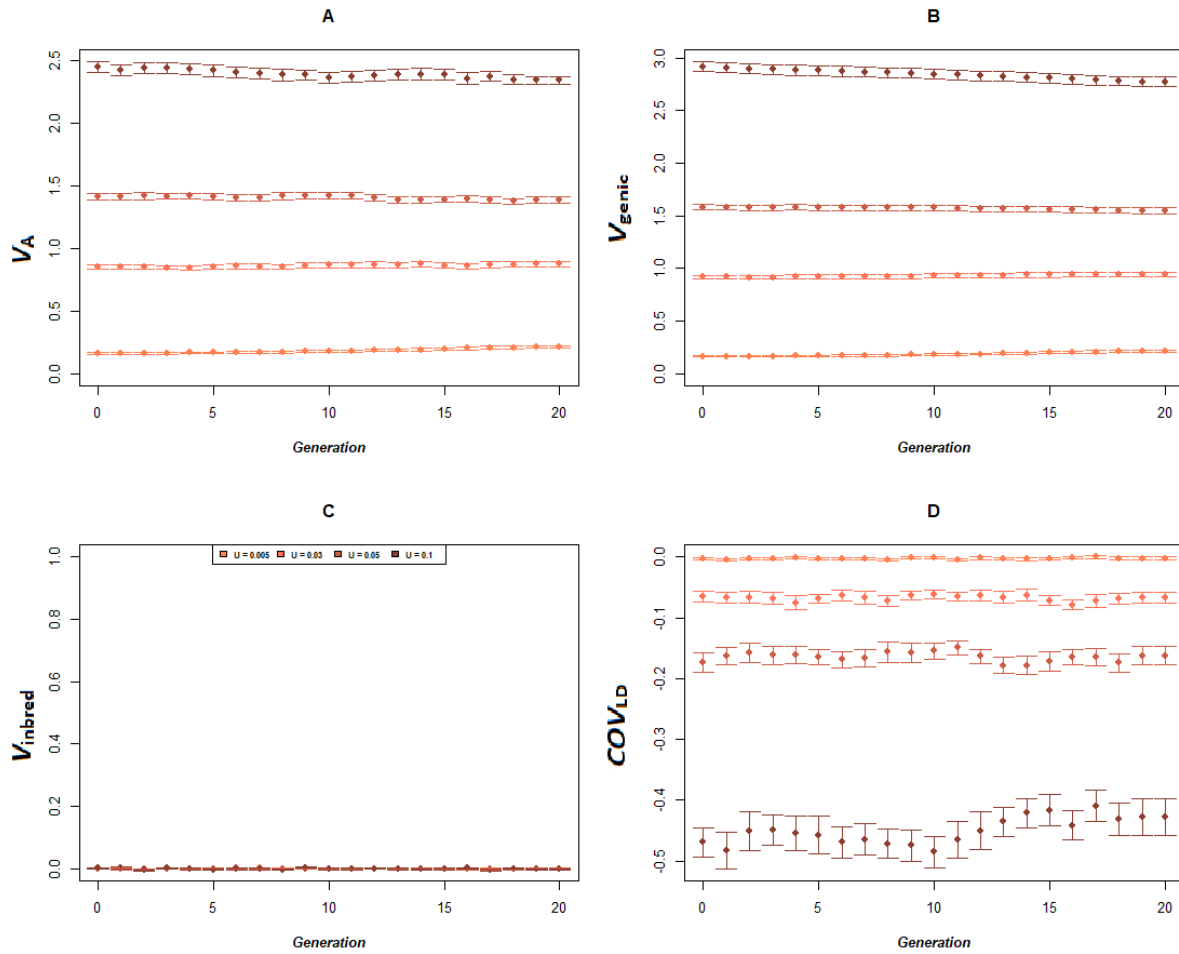 A
V_A
2.5
2.0
1.5
1.0
0.5
0.0
0 5 10 15 20
Generation
B
V_genic
3.0
2.5
2.0
1.5
1.0
0.5
0.0
0 5 10 15 20
Generation
C
V_inbred
1.0
0.8
0.6
0.4
0.2
0.0
U = 0.005 U = 0.03 U = 0.05 U = 0.1
0 5 10 15 20
Generation
D
COV_LD
0.0
-0.1
-0.2
-0.3
-0.4
-0.5
0 5 10 15 20
Generation